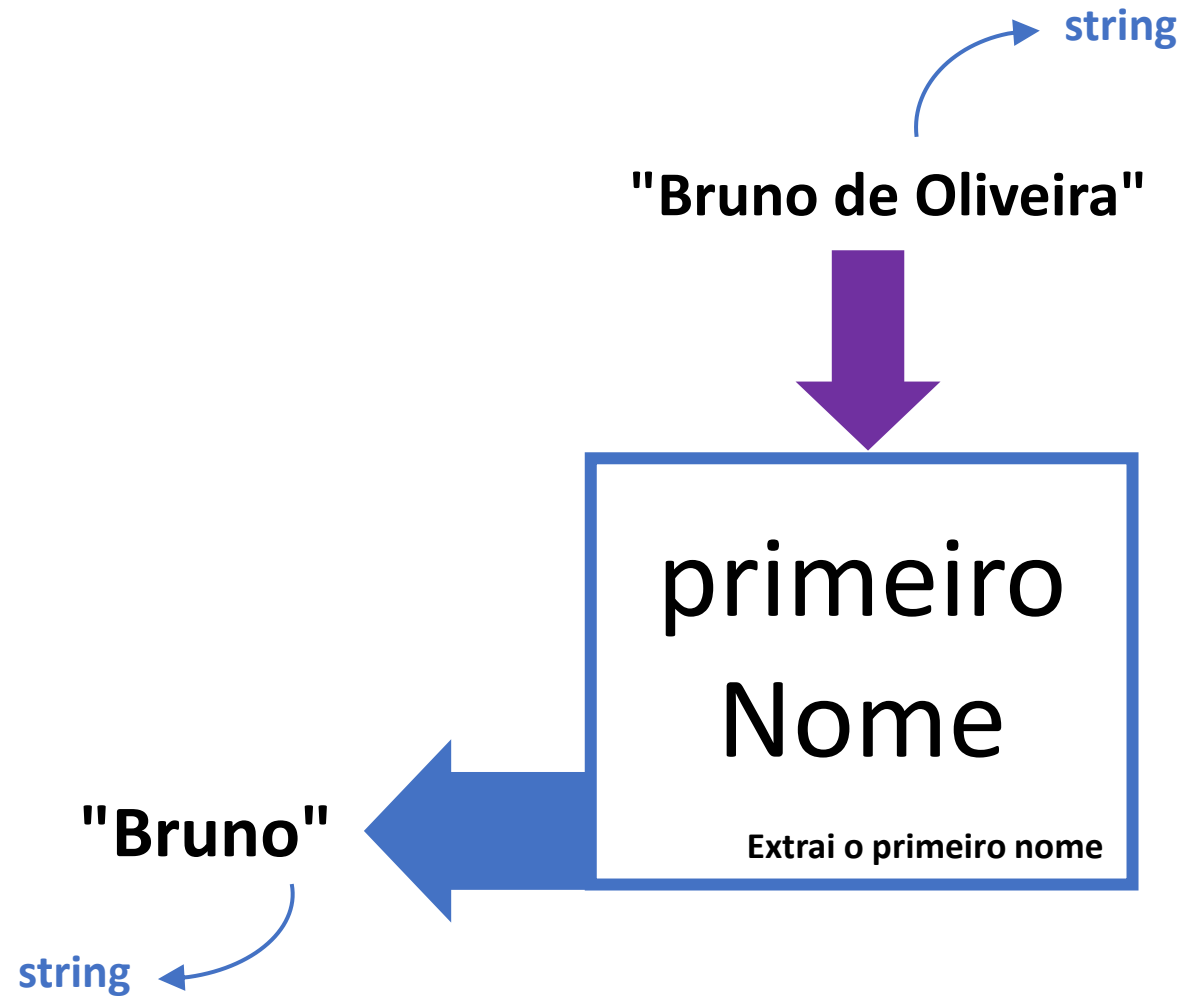 string
"Bruno de Oliveira"
primeiro
Nome
Extrai o primeiro nome
"Bruno"
string